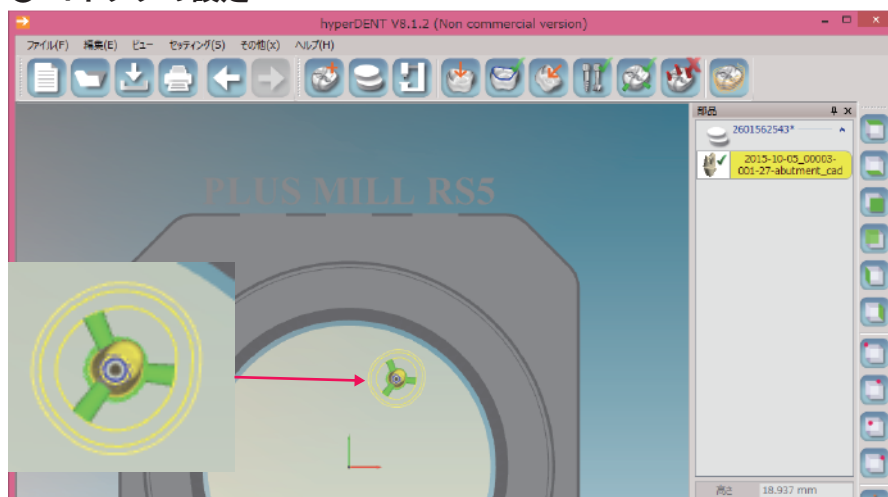 hyperDENT V8.1.2 (Non commercial version)
ファイル(F) 編集(E) ビュー セッティング(S) その他(x) ヘルプ(H)
部品
2601562543*
2015-10-05_00003-
001-27-abutment_cad
PLUS MILL RS5
高さ 18.937 mm